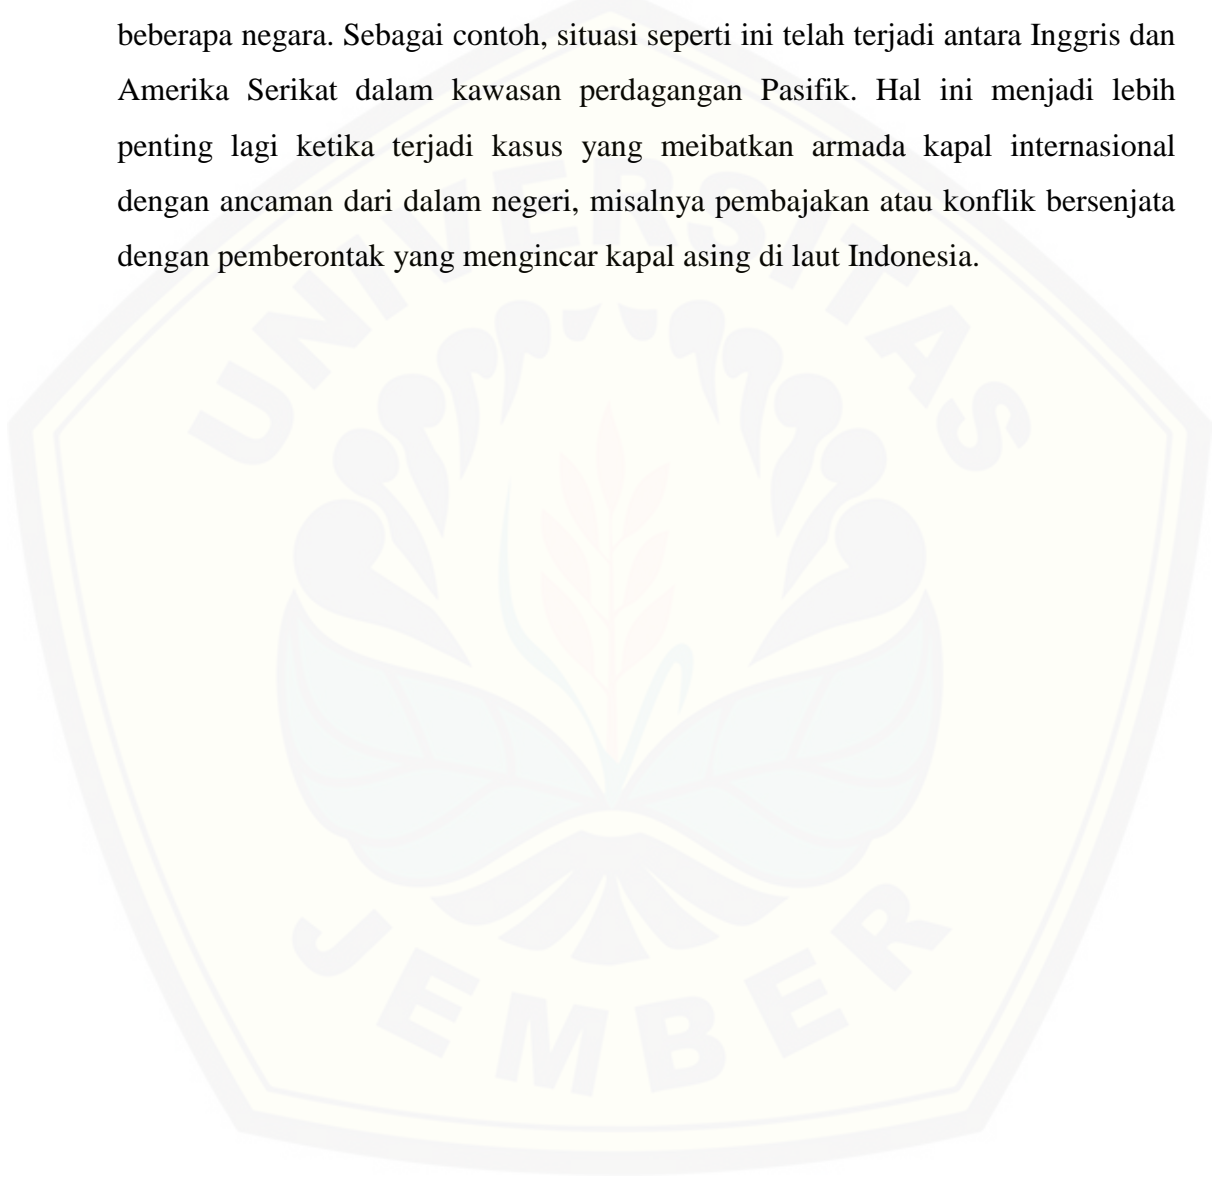 beberapa negara. Sebagai contoh, situasi seperti ini telah terjadi antara Inggris dan
Amerika Serikat dalam kawasan perdagangan Pasifik. Hal ini menjadi lebih
penting lagi ketika terjadi kasus yang meibatkan armada kapal internasional
dengan ancaman dari dalam negeri, misalnya pembajakan atau konflik bersenjata
dengan pemberontak yang mengincar kapal asing di laut Indonesia.
UNIVERSITAS
JEMBER